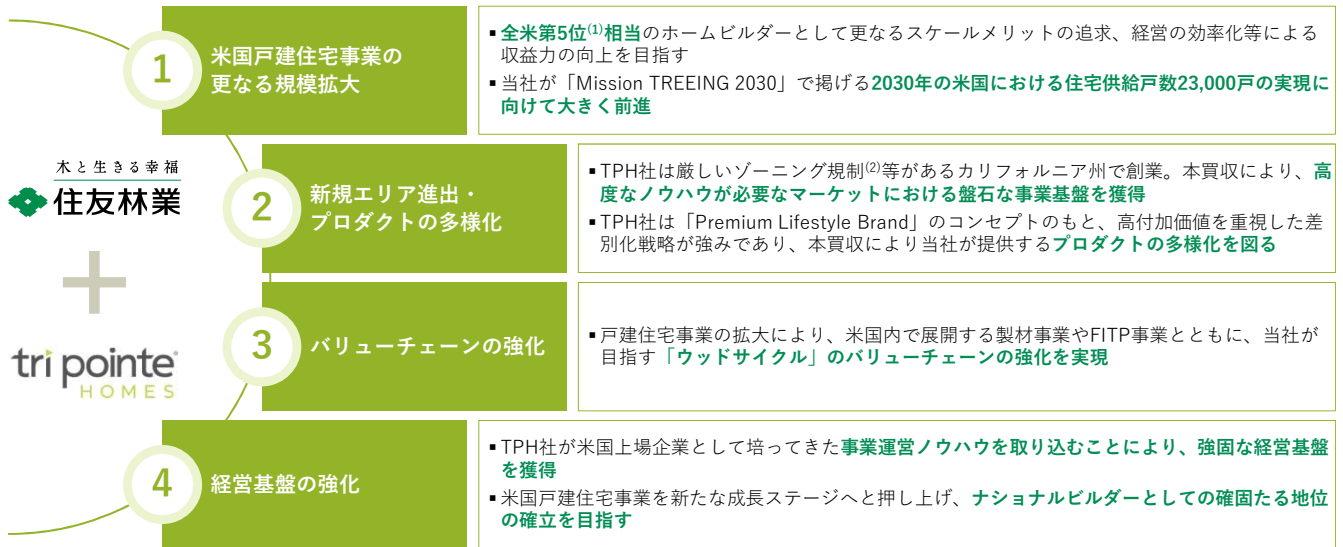 1
米国戸建住宅事業の
更なる規模拡大
▪全米第5位(1)相当のホームビルダーとして更なるスケールメリットの追求、経営の効率化等による
収益力の向上を目指す
▪当社が「Mission TREEING 2030」で掲げる2030年の米国における住宅供給戸数23,000戸の実現に
向けて大きく前進
木と生きる幸福
住友林業
2
新規エリア進出・
プロダクトの多様化
▪TPH社は厳しいゾーニング規制(2)等があるカリフォルニア州で創業。本買収により、高
度なノウハウが必要なマーケットにおける盤石な事業基盤を獲得
▪TPH社は「Premium Lifestyle Brand」のコンセプトのもと、高付加価値を重視した差
別化戦略が強みであり、本買収により当社が提供するプロダクトの多様化を図る
tri pointe®
HOMES
3
バリューチェーンの強化
▪戸建住宅事業の拡大により、米国内で展開する製材事業やFITP事業とともに、当社が
目指す「ウッドサイクル」のバリューチェーンの強化を実現
4
経営基盤の強化
▪TPH社が米国上場企業として培ってきた事業運営ノウハウを取り込むことにより、強固な経営基盤
を獲得
▪米国戸建住宅事業を新たな成長ステージへと押し上げ、ナショナルビルダーとしての確固たる地位
の確立を目指す